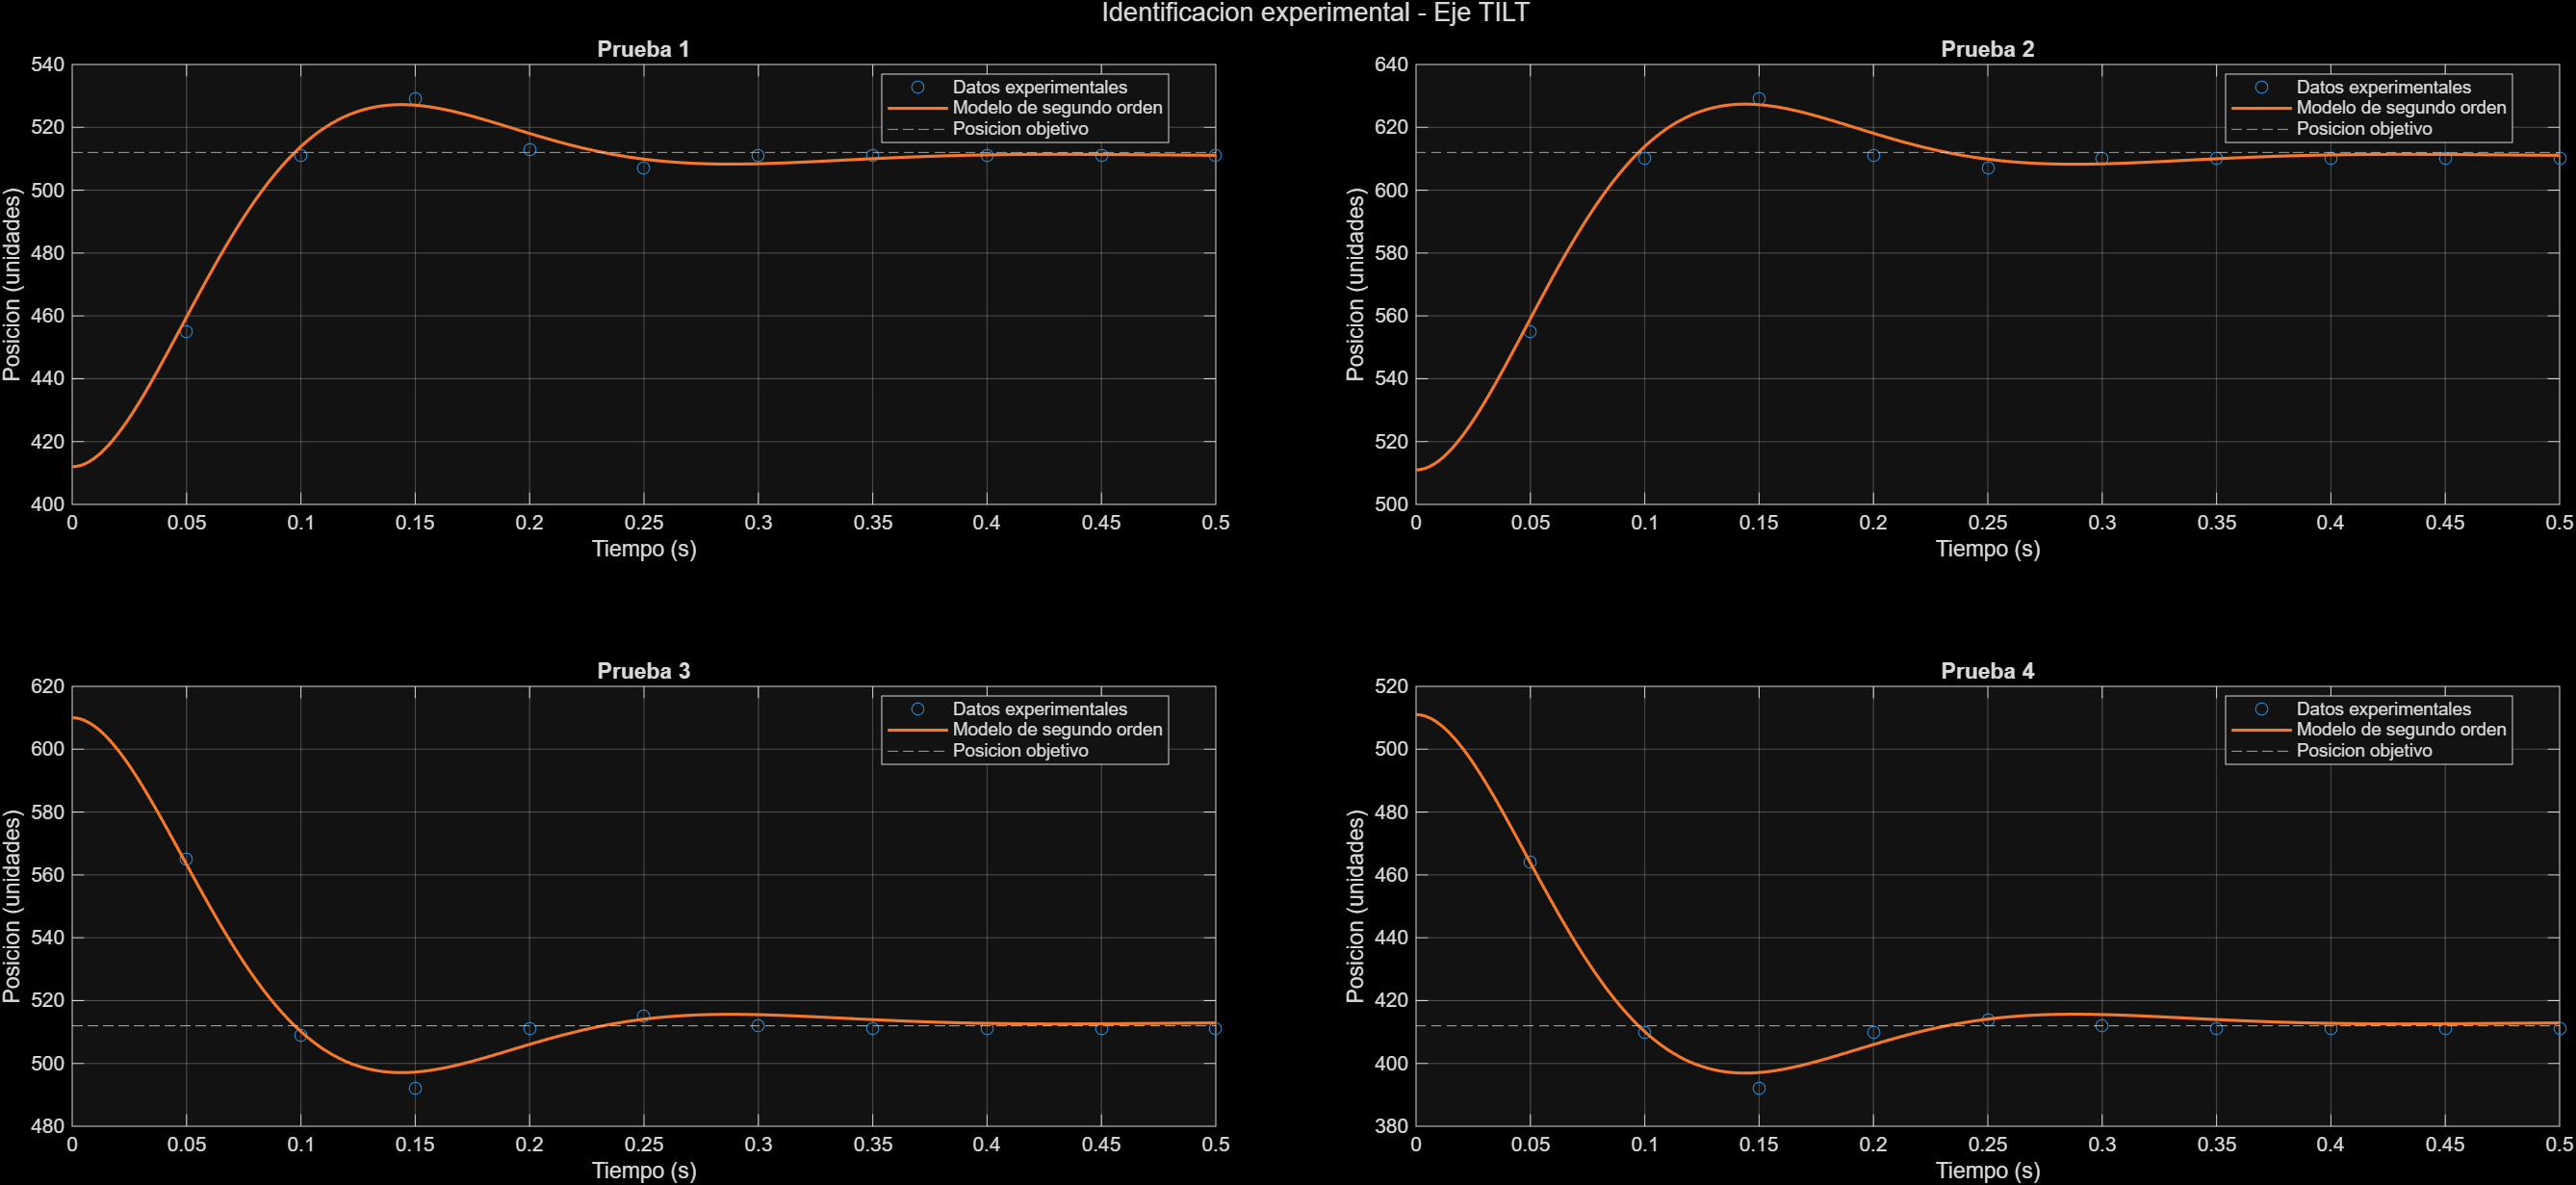 Identificacion experimental - Eje TILT
Prueba 1
540
520
500
480
460
440
420
400
Posicion (unidades)
0 0.05 0.1 0.15 0.2 0.25 0.3 0.35 0.4 0.45 0.5
Tiempo (s)
Datos experimentales
Modelo de segundo orden
Posicion objetivo
Prueba 2
640
620
600
580
560
540
520
500
Posicion (unidades)
0 0.05 0.1 0.15 0.2 0.25 0.3 0.35 0.4 0.45 0.5
Tiempo (s)
Datos experimentales
Modelo de segundo orden
Posicion objetivo
Prueba 3
620
600
580
560
540
520
500
480
Posicion (unidades)
0 0.05 0.1 0.15 0.2 0.25 0.3 0.35 0.4 0.45 0.5
Tiempo (s)
Datos experimentales
Modelo de segundo orden
Posicion objetivo
Prueba 4
520
500
480
460
440
420
400
380
Posicion (unidades)
0 0.05 0.1 0.15 0.2 0.25 0.3 0.35 0.4 0.45 0.5
Tiempo (s)
Datos experimentales
Modelo de segundo orden
Posicion objetivo